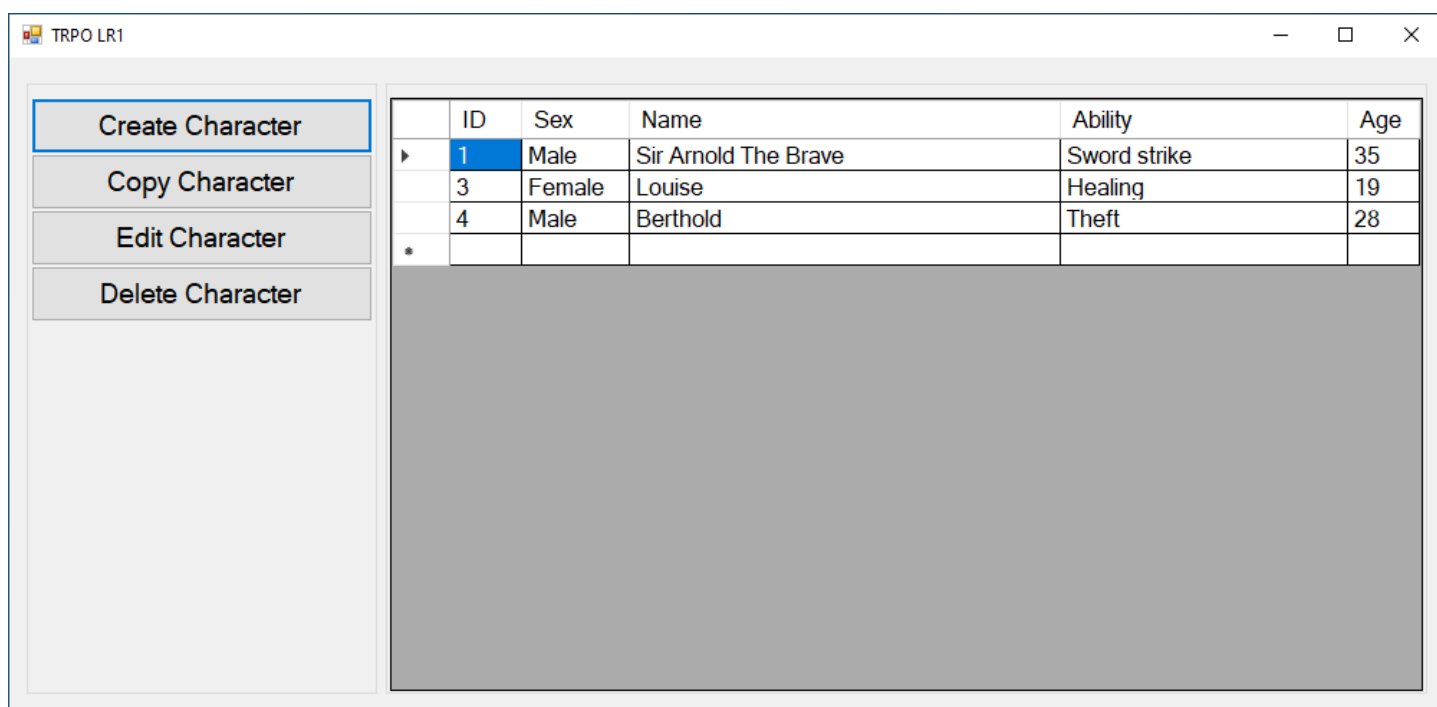 TRPO LR1
Create Character
Copy Character
Edit Character
Delete Character
ID Sex Name Ability Age
1 Male Sir Arnold The Brave Sword strike 35
3 Female Louise Healing 19
4 Male Berthold Theft 28